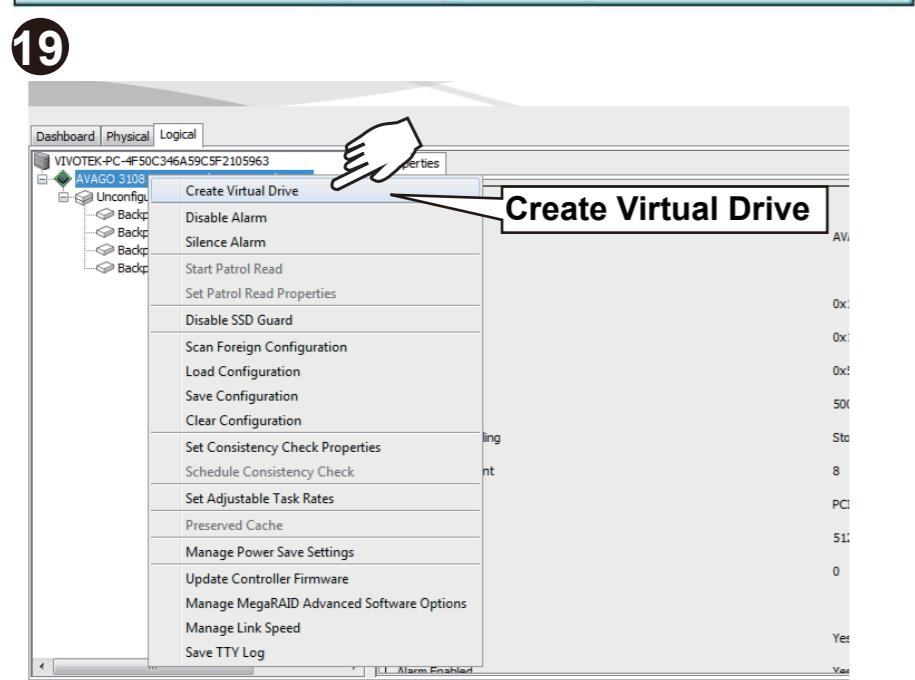 19
Dashboard Physical Logical
VIVOTEK-PC-4F50C346A59C5F2105963
AVAGO 3108
Create Virtual Drive
Create Virtual Drive
Disable Alarm
Silence Alarm
Start Patrol Read
Set Patrol Read Properties
Disable SSD Guard
Scan Foreign Configuration
Load Configuration
Save Configuration
Clear Configuration
Set Consistency Check Properties
Schedule Consistency Check
8
Set Adjustable Task Rates
Preserved Cache
Manage Power Save Settings
Update Controller Firmware
0
Manage MegaRAID Advanced Software Options
Manage Link Speed
Save TTY Log
Alarm Enabled